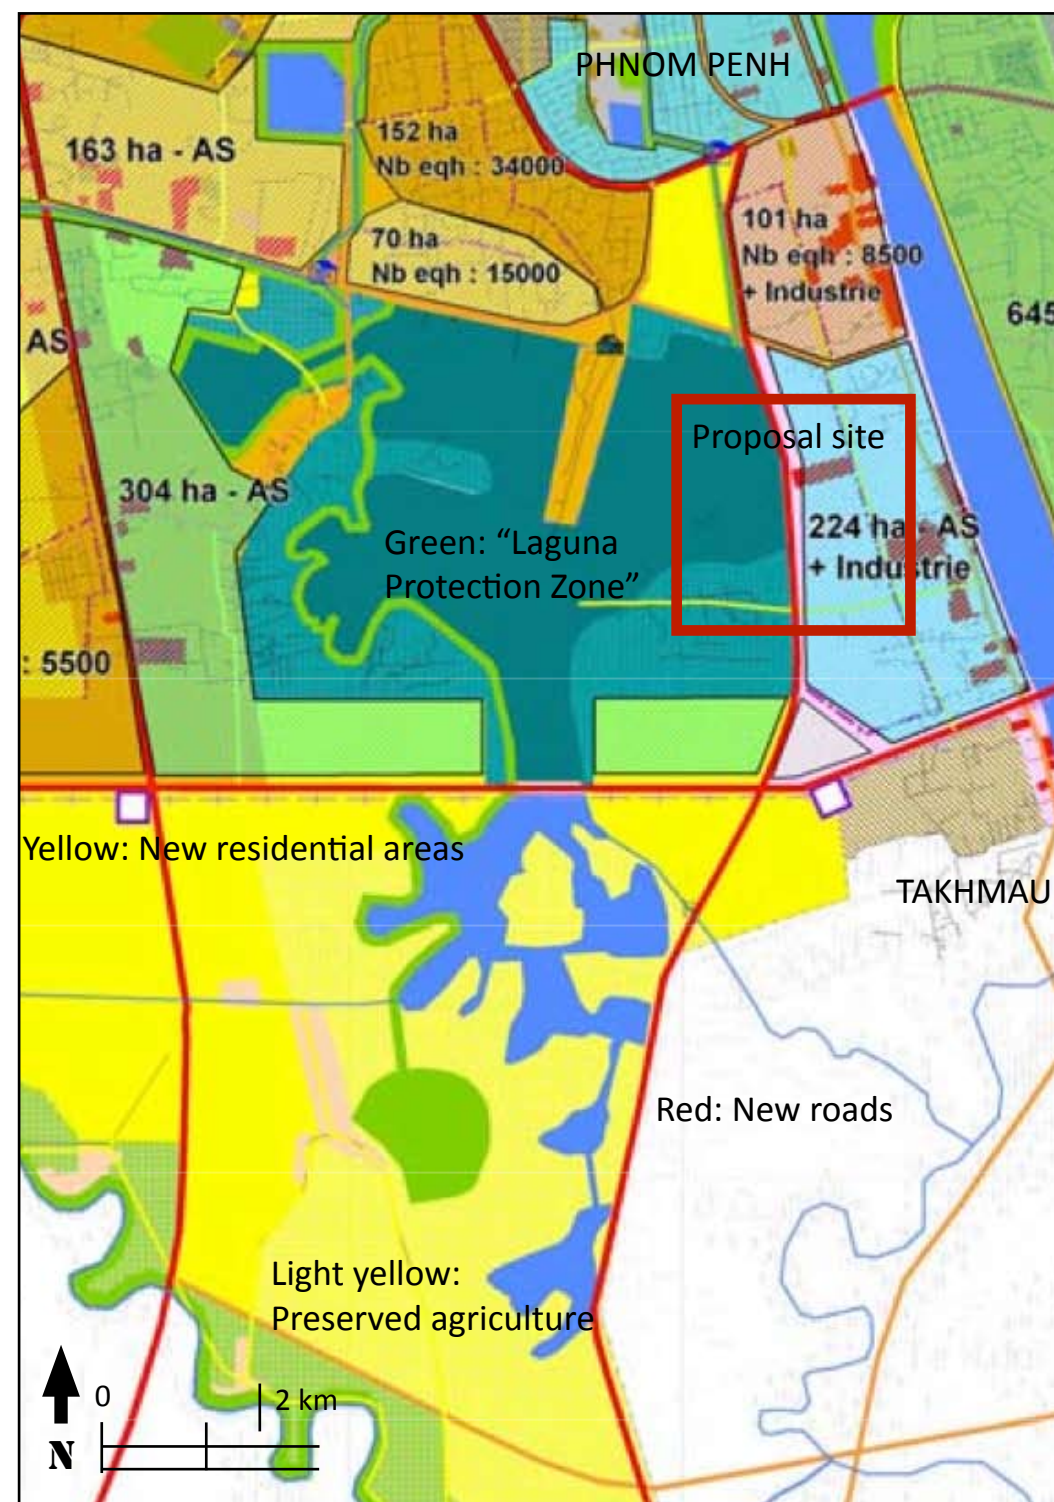 PHNOM PENH
163 ha - AS
152 ha
Nb eqh : 34000
70 ha
Nb eqh : 15000
101 ha
Nb eqh : 8500
+ Industrie
645
AS
Proposal site
304 ha - AS
Green: “Laguna
Protection Zone”
224 ha - AS
+ Industrie
: 5500
Yellow: New residential areas
TAKHMAU
Red: New roads
Light yellow:
Preserved agriculture
0
2 km
N